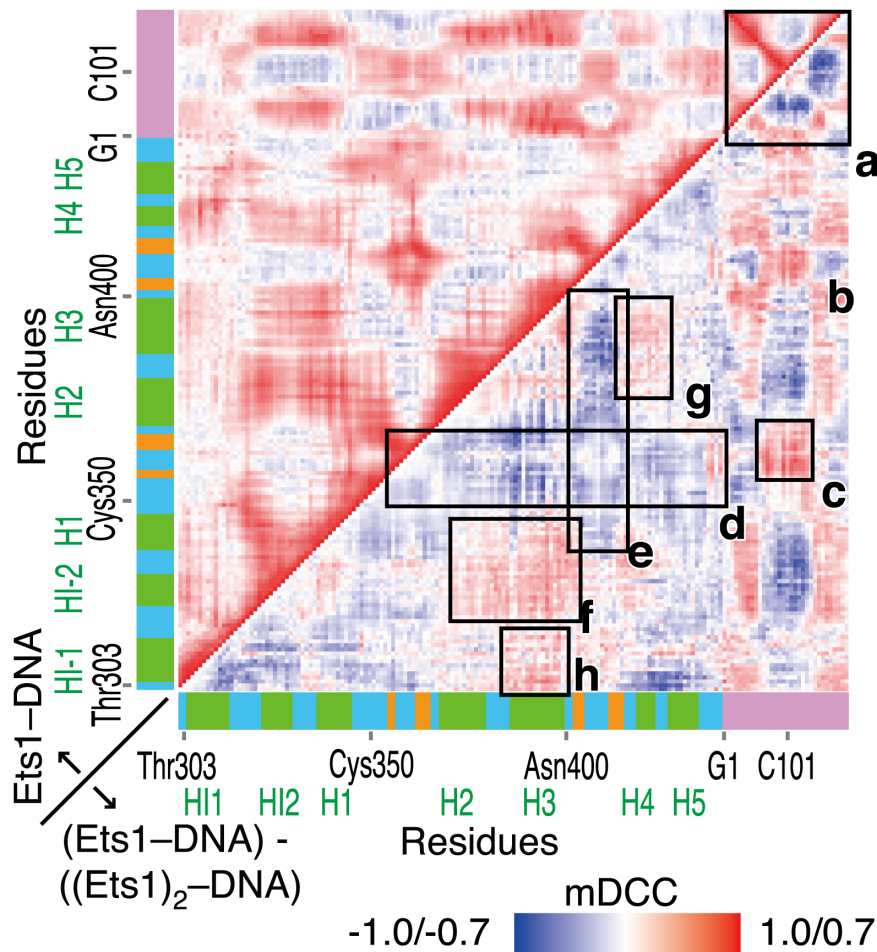 a
b
c
d
e
f
g
h
C101
G1
H5
H4
Asn400
H3
H2
Cys350
H1
HI-2
HI-1
Thr303
Residues
Thr303 Cys350 Asn400 G1 C101
HI1 HI2 H1 H2 H3 H4 H5
Residues
Ets1–DNA
(Ets1–DNA) -
((Ets1)2–DNA)
mDCC
-1.0/-0.7 1.0/0.7